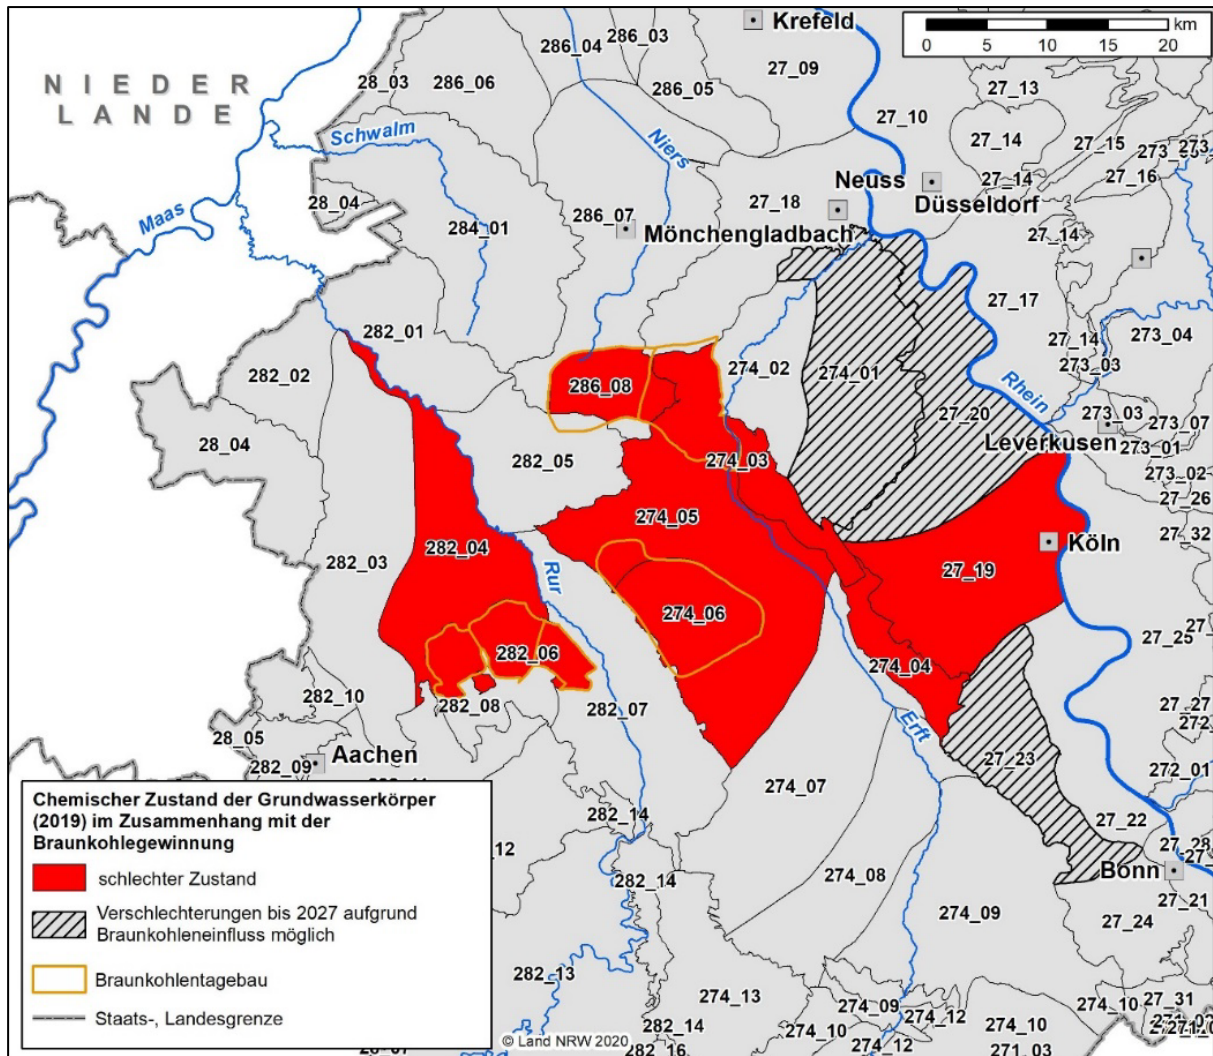 Krefeld
km
0 5 10 15 20
286_04
286_03
27_09
NIEDER
LANDE
28_03
286_06
286_05
27_13
27_10
Schwalm
Niers
27_14
27_15
27_16
27_14
Neuss
Düsseldorf
28_04
27_18
Maas
284_01
286_07
Mönchengladbach
27_14
27_17
282_01
27_14
273_04
273_03
282_02
286_08
274_02
274_01
Rhein
27_20
273_03
273_07
28_04
Leverkusen
273_01
282_05
274_03
273_02
27_26
274_05
27_32
282_04
Köln
282_03
Rur
27_19
274_06
27_25
282_06
274_04
282_10
282_08
282_07
27_27
28_05
Erft
Aachen
282_09
27_23
272_01
274_07
282_14
27_22
27_28
282_14
274_08
Bonn
27_21
274_09
27_24
282_13
274_13
274_09
274_12
274_10
27_31
274_10
274_10
282_14
274_12
271_03
282_16
Chemischer Zustand der Grundwasserkörper
(2019) im Zusammenhang mit der
Braunkohlegewinnung
schlechter Zustand
Verschlechterungen bis 2027 aufgrund
Braunkohleneinfluss möglich
Braunkohlentagebau
Staats-, Landesgrenze
© Land NRW 2020